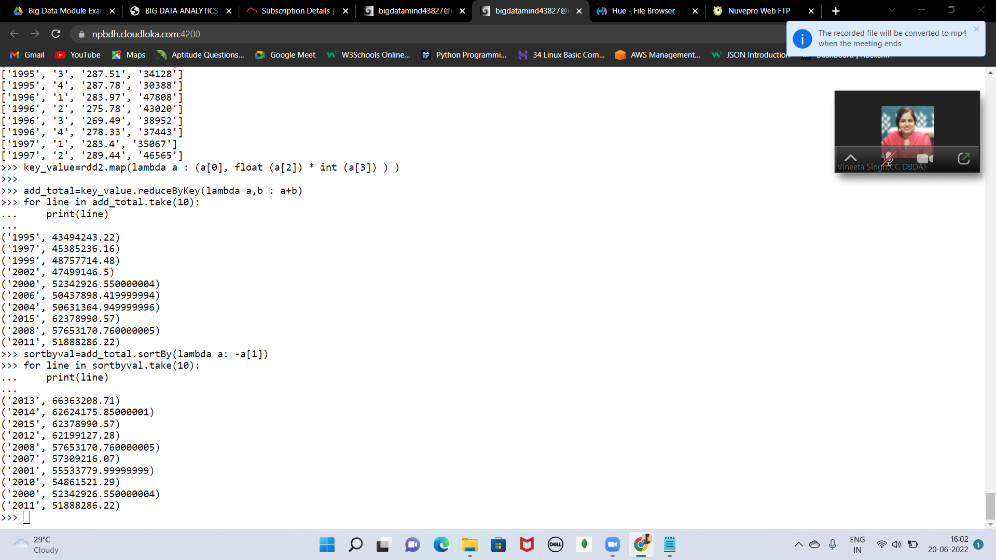 Big Data Module Exam
BIG DATA ANALYTICS
Subscription Details |
bigdatamind43827@
bigdatamind43827@
Hue - File Browser
Nuvepro Web FTP
npbdh.cloudloka.com:4200
The recorded file will be converted to mp4
when the meeting ends
Gmail
YouTube
Maps
Aptitude Questions...
Google Meet
W3Schools Online...
Python Programmi...
34 Linux Basic Com...
AWS Management...
JSON Introduction
['1995', '3', '287.51', '34128']
['1995', '4', '287.78', '30388']
['1996', '1', '283.97', '47808']
['1996', '2', '275.78', '43020']
['1996', '3', '269.49', '38952']
['1996', '4', '278.33', '37443']
['1997', '1', '283.4', '35067']
['1997', '2', '289.44', '46565']
>>> key_value=rdd2.map(lambda a : (a[0], float (a[2]) * int (a[3]) ) )
>>>
>>> add_total=key_value.reduceByKey(lambda a,b : a+b)
>>> for line in add_total.take(10):
...     print(line)
...
('1995', 43494243.22)
('1997', 45385236.16)
('1999', 48757714.48)
('2002', 47499146.5)
('2000', 52342926.550000004)
('2006', 50437898.419999994)
('2004', 50631364.949999996)
('2015', 62378990.57)
('2008', 57653170.760000005)
('2011', 51888286.22)
>>> sortbyval=add_total.sortBy(lambda a: -a[1])
>>> for line in sortbyval.take(10):
...     print(line)
...
('2013', 66363208.71)
('2014', 62624175.85000001)
('2015', 62378990.57)
('2012', 62199127.28)
('2008', 57653170.760000005)
('2007', 57309216.07)
('2001', 55533779.99999999)
('2010', 54861521.29)
('2000', 52342926.550000004)
('2011', 51888286.22)
>>>
Vineeta Singh(CC DBDA)
29°C
Cloudy
DELL
ENG
IN
16:02
20-06-2022
1